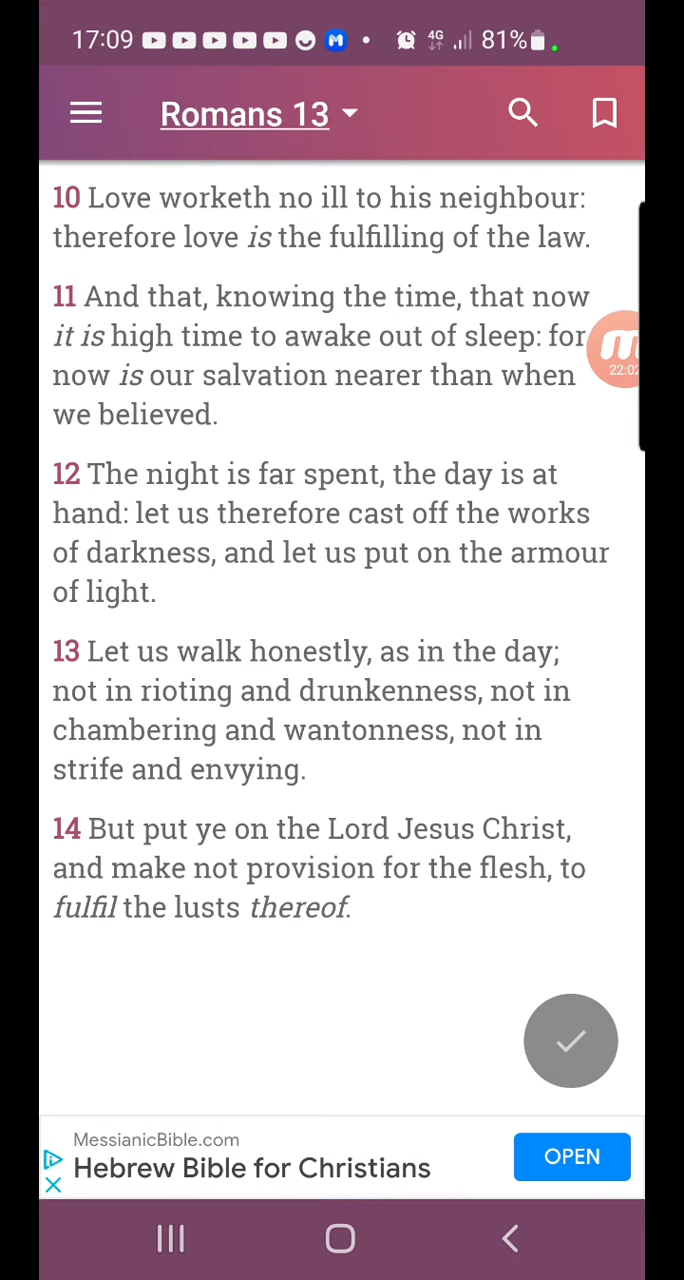 17:09 4G 81%
Romans 13
10 Love worketh no ill to his neighbour:
therefore love is the fulfilling of the law.
11 And that, knowing the time, that now
it is high time to awake out of sleep: for
now is our salvation nearer than when
we believed.
22:02
12 The night is far spent, the day is at
hand: let us therefore cast off the works
of darkness, and let us put on the armour
of light.
13 Let us walk honestly, as in the day;
not in rioting and drunkenness, not in
chambering and wantonness, not in
strife and envying.
14 But put ye on the Lord Jesus Christ,
and make not provision for the flesh, to
fulfil the lusts thereof.
MessianicBible.com
Hebrew Bible for Christians
OPEN